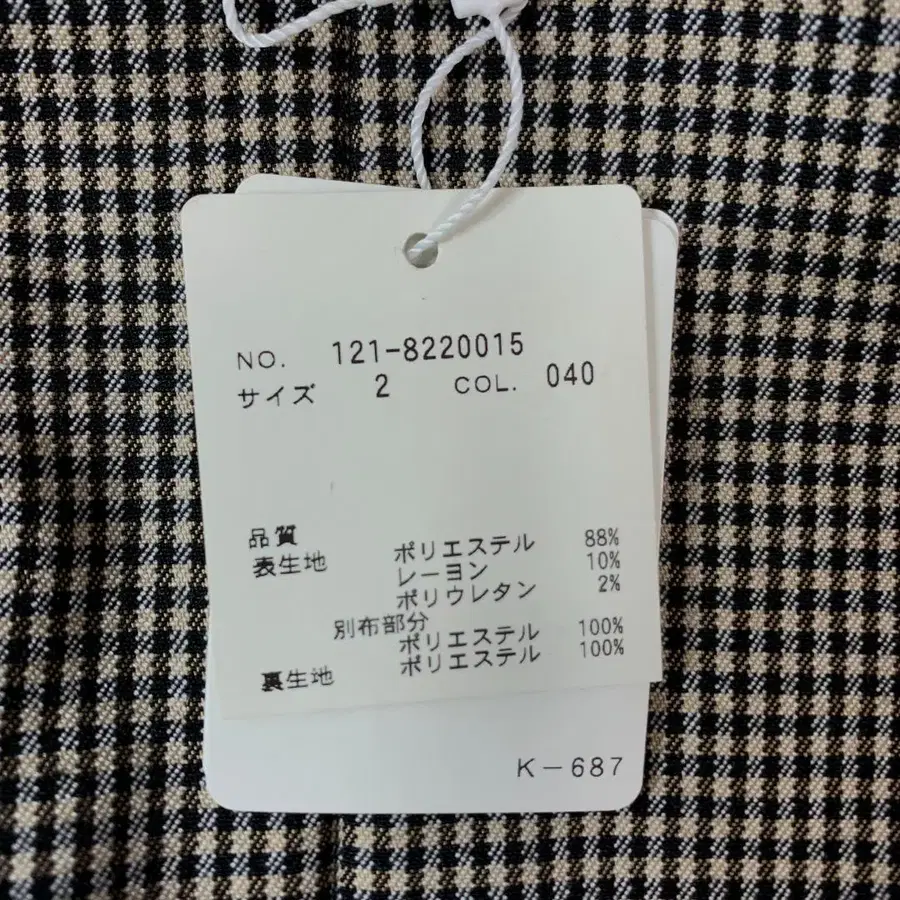 NO. 121-8220015
サイズ 2 COL. 040
品質
表生地 ポリエステル 88%
レーヨン 10%
ポリウレタン 2%
別布部分
ポリエステル 100%
裏生地 ポリエステル 100%
K-687